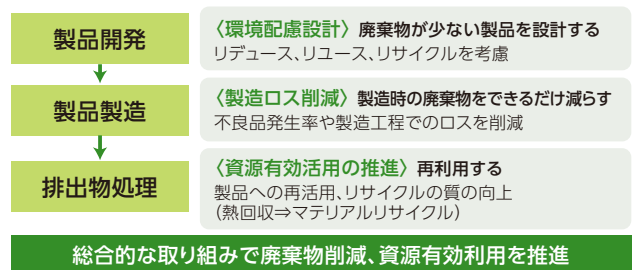 製品開発
〈環境配慮設計〉廃棄物が少ない製品を設計する
リデュース、リユース、リサイクルを考慮
製品製造
〈製造ロス削減〉製造時の廃棄物をできるだけ減らす
不良品発生率や製造工程でのロスを削減
排出物処理
〈資源有効活用の推進〉再利用する
製品への再活用、リサイクルの質の向上
（熱回収⇒マテリアルリサイクル）
総合的な取り組みで廃棄物削減、資源有効利用を推進